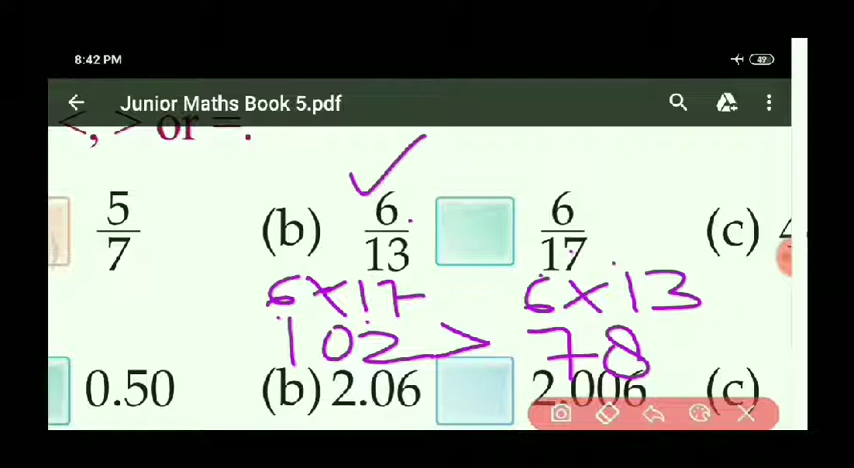 8:42 PM 49
Junior Maths Book 5.pdf
<, > or =.
5/7 (b) 6/13 6/17 (c)
6×17 6×13
102 > 78
0.50 (b) 2.06 2.006 (c)